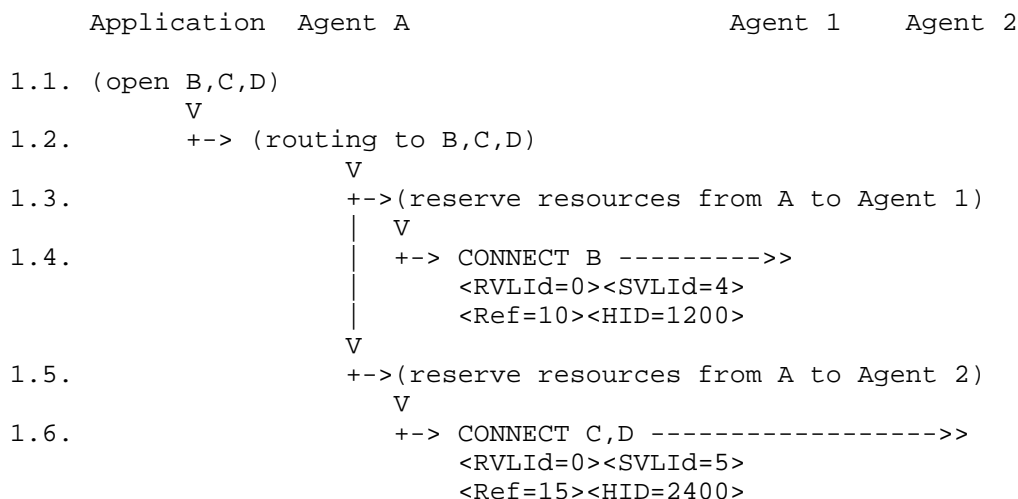 Application  Agent A                    Agent 1    Agent 2
1.1. (open B,C,D)
           V
1.2.       +-> (routing to B,C,D)
                     V
1.3.                 +->(reserve resources from A to Agent 1)
                     |  V
1.4.                 |  +-> CONNECT B --------->>
                     |      <RVLId=0><SVLId=4>
                     |      <Ref=10><HID=1200>
                     V
1.5.                 +->(reserve resources from A to Agent 2)
                        V
1.6.                    +-> CONNECT C,D ------------------>>
                            <RVLId=0><SVLId=5>
                            <Ref=15><HID=2400>